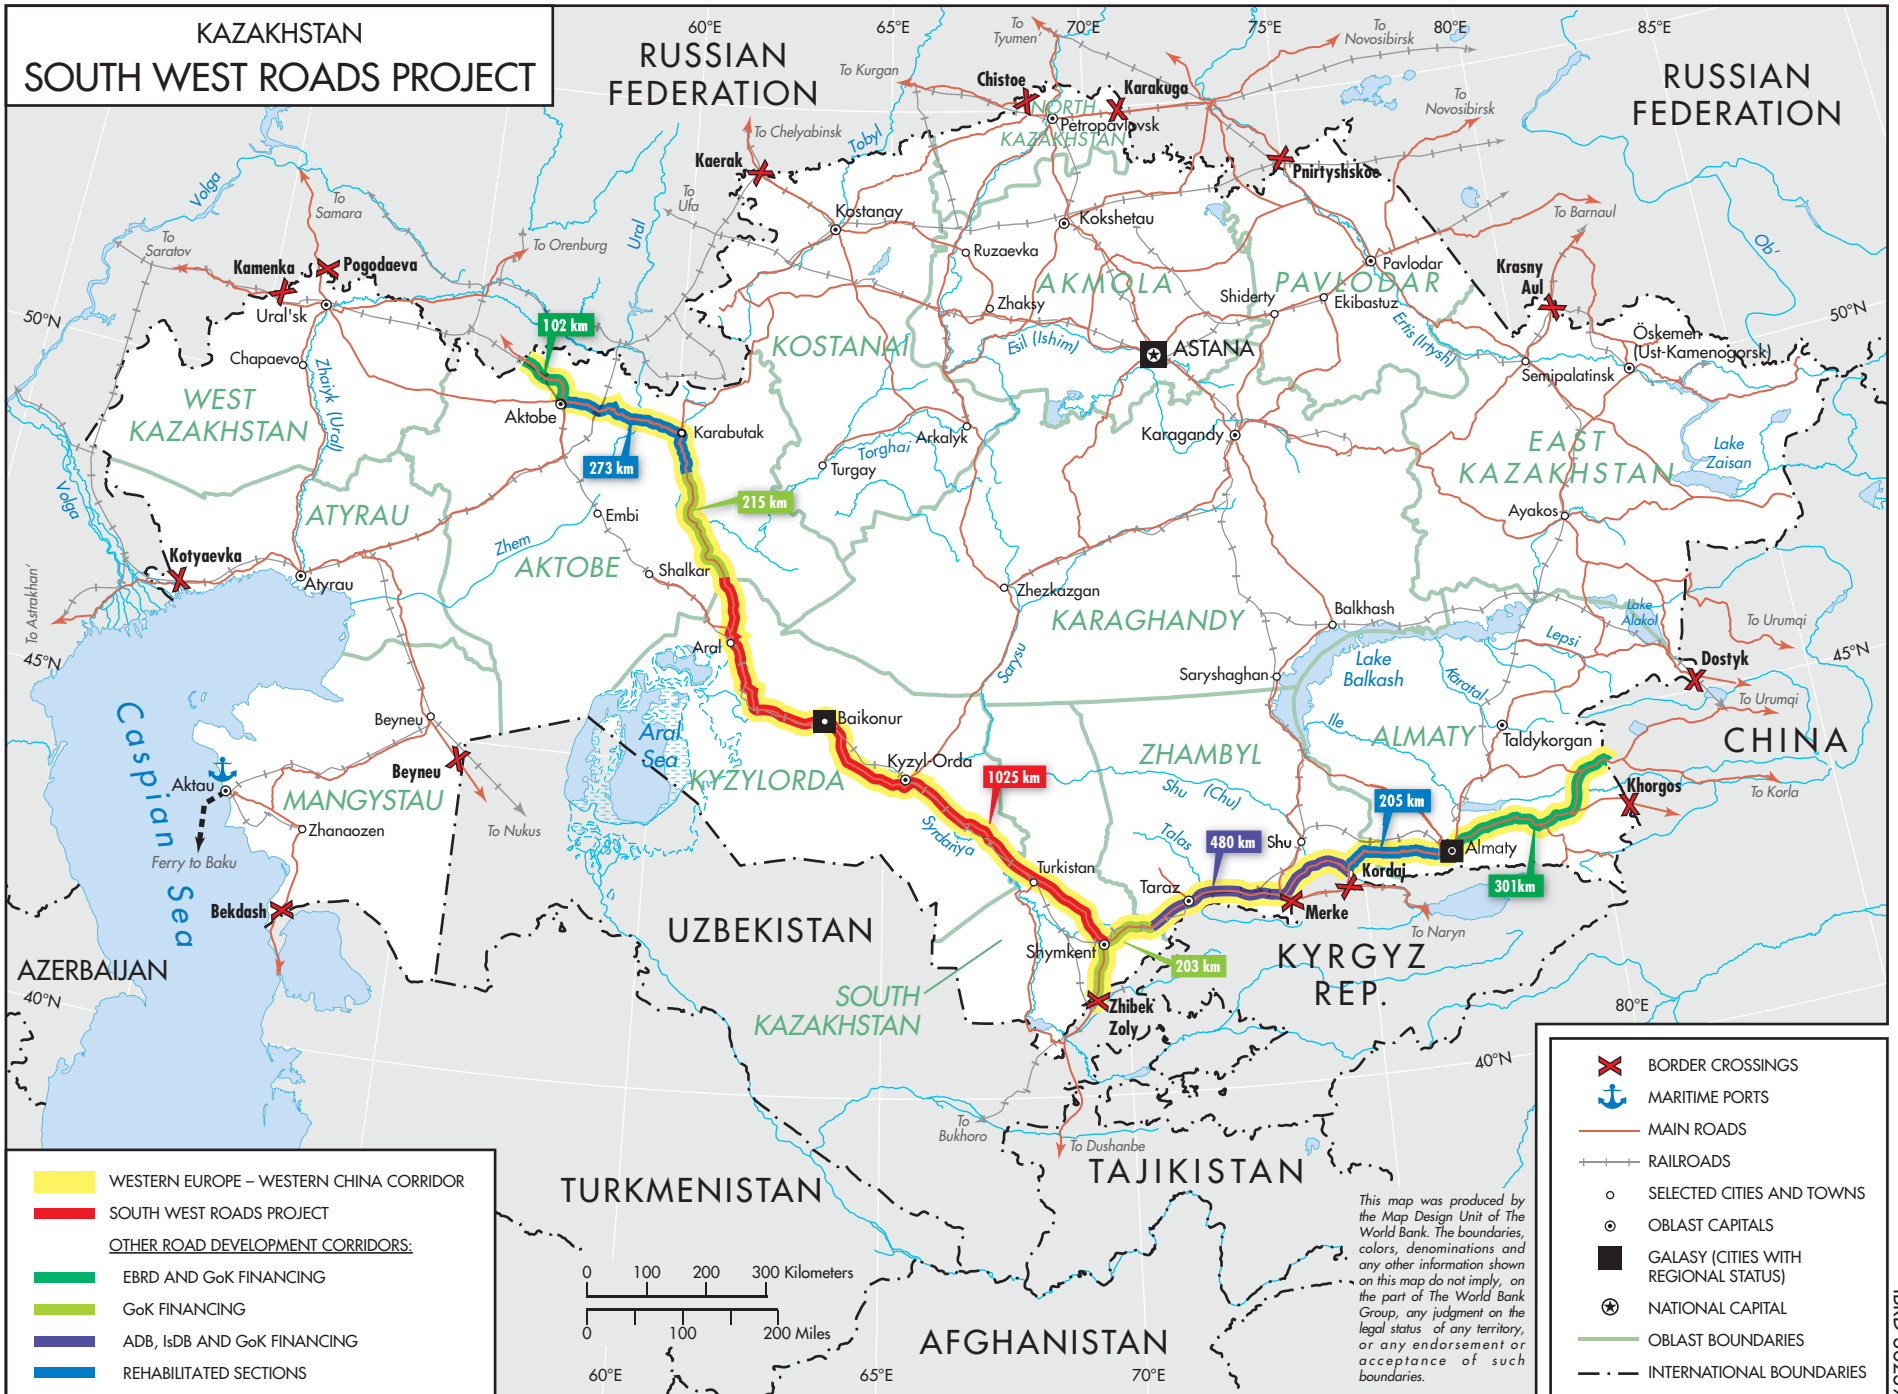 KAZAKHSTAN
SOUTH WEST ROADS PROJECT
60°E
65°E
70°E
75°E
80°E
85°E
RUSSIAN
FEDERATION
RUSSIAN
FEDERATION
To
Tyumen'
To
Novosibirsk
To Kurgan
To
Novosibirsk
Chistoe
Karakuga
NORTH
KAZAKHSTAN
Petropavlovsk
To Chelyabinsk
Tobyl
Kaerak
Pnirtyshskoe
Volga
To
Samara
To
Ufa
Ural
To Orenburg
To
Saratov
Kostanay
Kokshetau
Ruzaevka
To Barnaul
Ob'
Kamenka
Pogodaeva
Ural'sk
AKMOLA
PAVLODAR
Pavlodar
Krasny
Aul
Zhaksy
Shiderty
Ekibastuz
50°N
50°N
102 km
KOSTANAI
Esil (Ishim)
ASTANA
Ertis (Irtysh)
Öskemen
(Ust-Kamenogorsk)
Chapaevo
Zhaiyk (Ural)
Semipalatinsk
WEST
KAZAKHSTAN
Aktobe
Karabutak
Arkalyk
Karagandy
EAST
KAZAKHSTAN
Lake
Zaisan
273 km
Torghai
Turgay
Volga
215 km
ATYRAU
Embi
Ayakos
Zhem
Kotyaevka
AKTOBE
Shalkar
Atyrau
Zhezkazgan
KARAGHANDY
Balkhash
Lake
Alakol
To Urumqi
To Astrakhan'
45°N
45°N
Aral
Sarysu
Lepsi
Saryshaghan
Lake
Balkash
Karatal
Dostyk
To Urumqi
Caspian Sea
Beyneu
Baikonur
Ile
ALMATY
Taldykorgan
CHINA
Aral
Sea
ZHAMBYL
Beyneu
Kyzyl-Orda
KYZYLORDA
1025 km
Aktau
MANGYSTAU
Shu (Chu)
205 km
Khorgos
To Korla
Zhanaozen
To Nukus
Syrdariya
Talas
480 km
Shu
Almaty
Ferry to Baku
Turkistan
Taraz
Kordai
301km
Bekdash
Merke
UZBEKISTAN
To Naryn
Shymkent
KYRGYZ
REP.
AZERBAIJAN
203 km
40°N
SOUTH
KAZAKHSTAN
Zhibek
Zoly
80°E
40°N
To
Bukhoro
To Dushanbe
TAJIKISTAN
TURKMENISTAN
AFGHANISTAN
WESTERN EUROPE – WESTERN CHINA CORRIDOR
SOUTH WEST ROADS PROJECT
OTHER ROAD DEVELOPMENT CORRIDORS:
EBRD AND GoK FINANCING
GoK FINANCING
ADB, IsDB AND GoK FINANCING
REHABILITATED SECTIONS
0 100 200 300 Kilometers
0 100 200 Miles
60°E
65°E
70°E
This map was produced by
the Map Design Unit of The
World Bank. The boundaries,
colors, denominations and
any other information shown
on this map do not imply, on
the part of The World Bank
Group, any judgment on the
legal status of any territory,
or any endorsement or
acceptance of such
boundaries.
BORDER CROSSINGS
MARITIME PORTS
MAIN ROADS
RAILROADS
SELECTED CITIES AND TOWNS
OBLAST CAPITALS
GALASY (CITIES WITH
REGIONAL STATUS)
NATIONAL CAPITAL
OBLAST BOUNDARIES
INTERNATIONAL BOUNDARIES